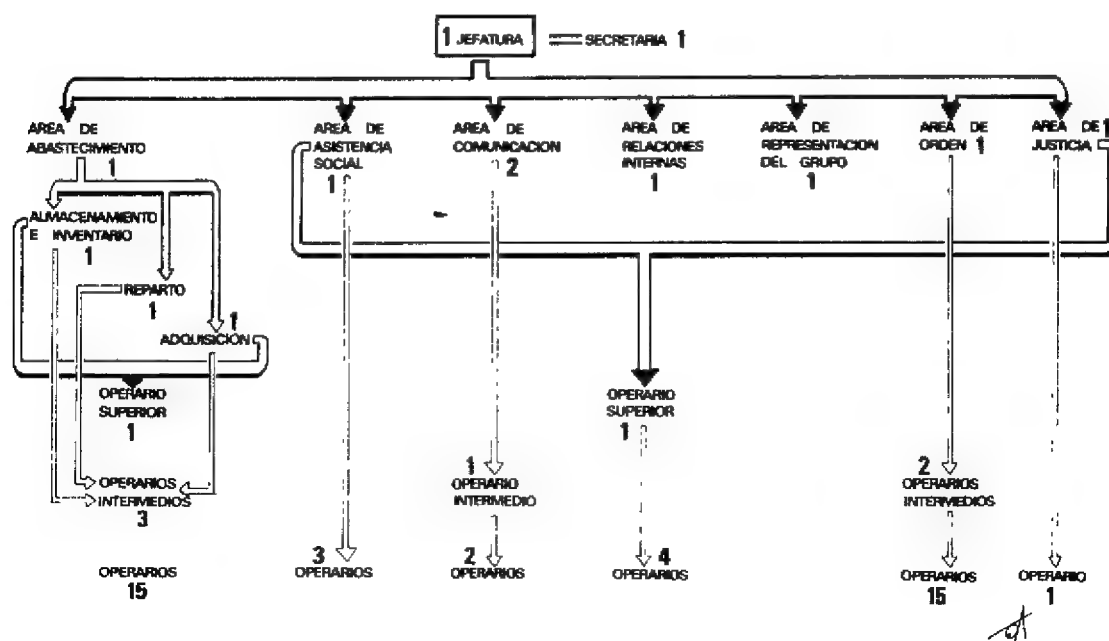 1 JEFATURA SECRETARIA 1
AREA DE
ABASTECIMIENTO
1
AREA DE
ASISTENCIA
SOCIAL
1
AREA DE
COMUNICACION
2
AREA DE
RELACIONES
INTERNAS
1
AREA DE
REPRESENTACION
DEL GRUPO
1
AREA DE
ORDEN 1
AREA DE 1
JUSTICIA
ALMACENAMIENTO
E INVENTARIO
1
REPARTO
1
1
ADQUISICION
OPERARIO
SUPERIOR
1
OPERARIO
SUPERIOR
1
OPERARIOS
INTERMEDIOS
3
1
OPERARIO
INTERMEDIO
2
OPERARIOS
INTERMEDIOS
OPERARIOS
15
3
OPERARIOS
2
OPERARIOS
4
OPERARIOS
OPERARIOS
15
OPERARIO
1